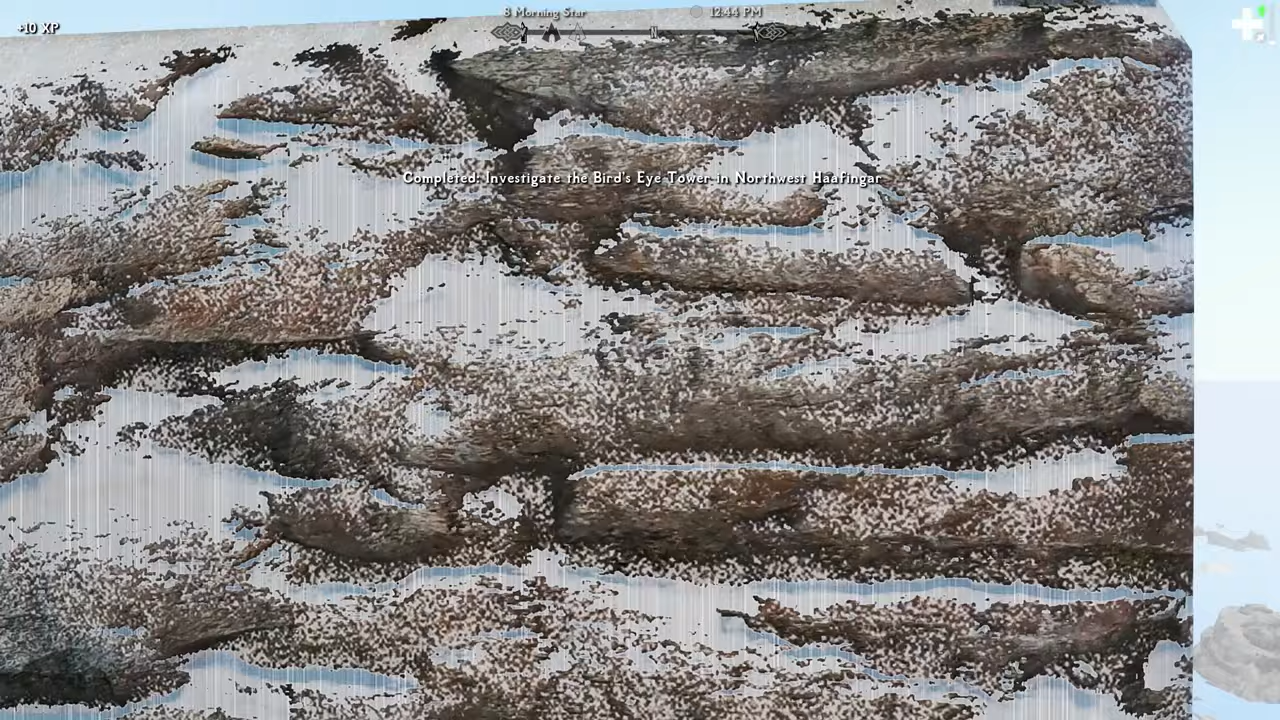 8 Morning Star
12:44 PM
+10 XP
N
Completed: Investigate the Bird's Eye Tower in Northwest Haafingar